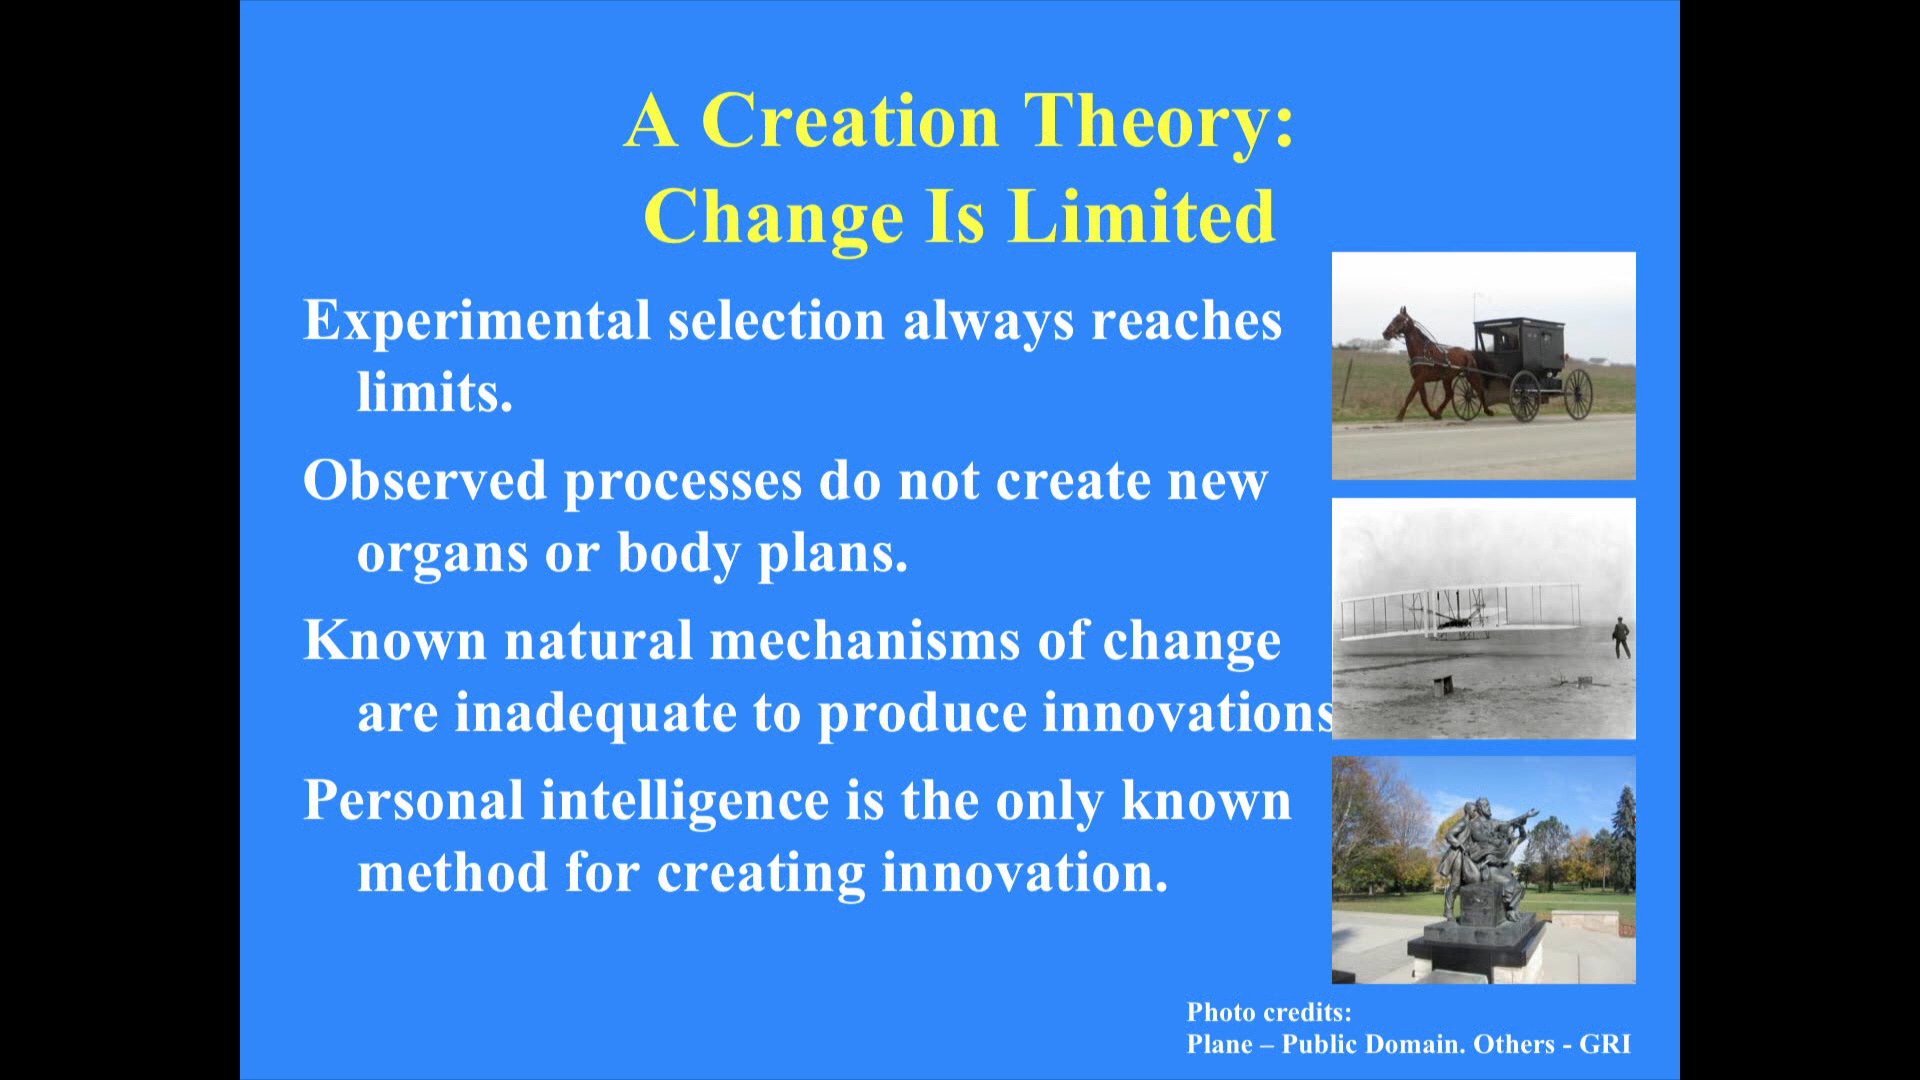 A Creation Theory:
Change Is Limited
Experimental selection always reaches
limits.
Observed processes do not create new
organs or body plans.
Known natural mechanisms of change
are inadequate to produce innovations
Personal intelligence is the only known
method for creating innovation.
Photo credits:
Plane – Public Domain. Others - GRI